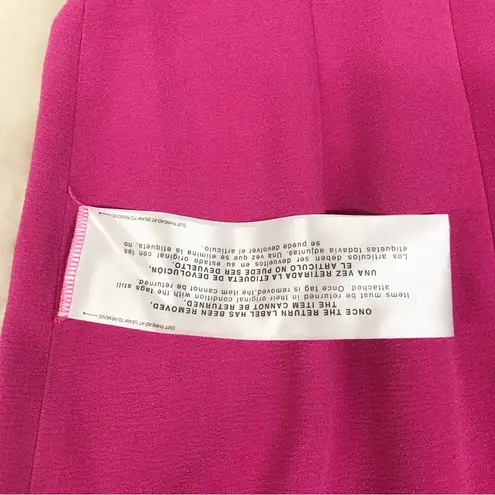 CUT THREAD AT SEAM TO REMOVE
ONCE THE RETURN LABEL HAS BEEN REMOVED,
THE ITEM CANNOT BE RETURNED.
Items must be returned in their original condition with the tags still
attached. Once tag is removed,the item cannot be returned.
UNA VEZ RETIRADA LA ETIQUETA DE DEVOLUCIÓN,
EL ARTICULO NO PUEDE SER DEVUELTO.
Los artículos deben ser devueltos en su estado original con las
etiquetas todavía adjuntas. Una vez que se elimina la etiqueta, no
se puede devolver el artículo.
CUT THREAD AT SEAM TO REMOVE